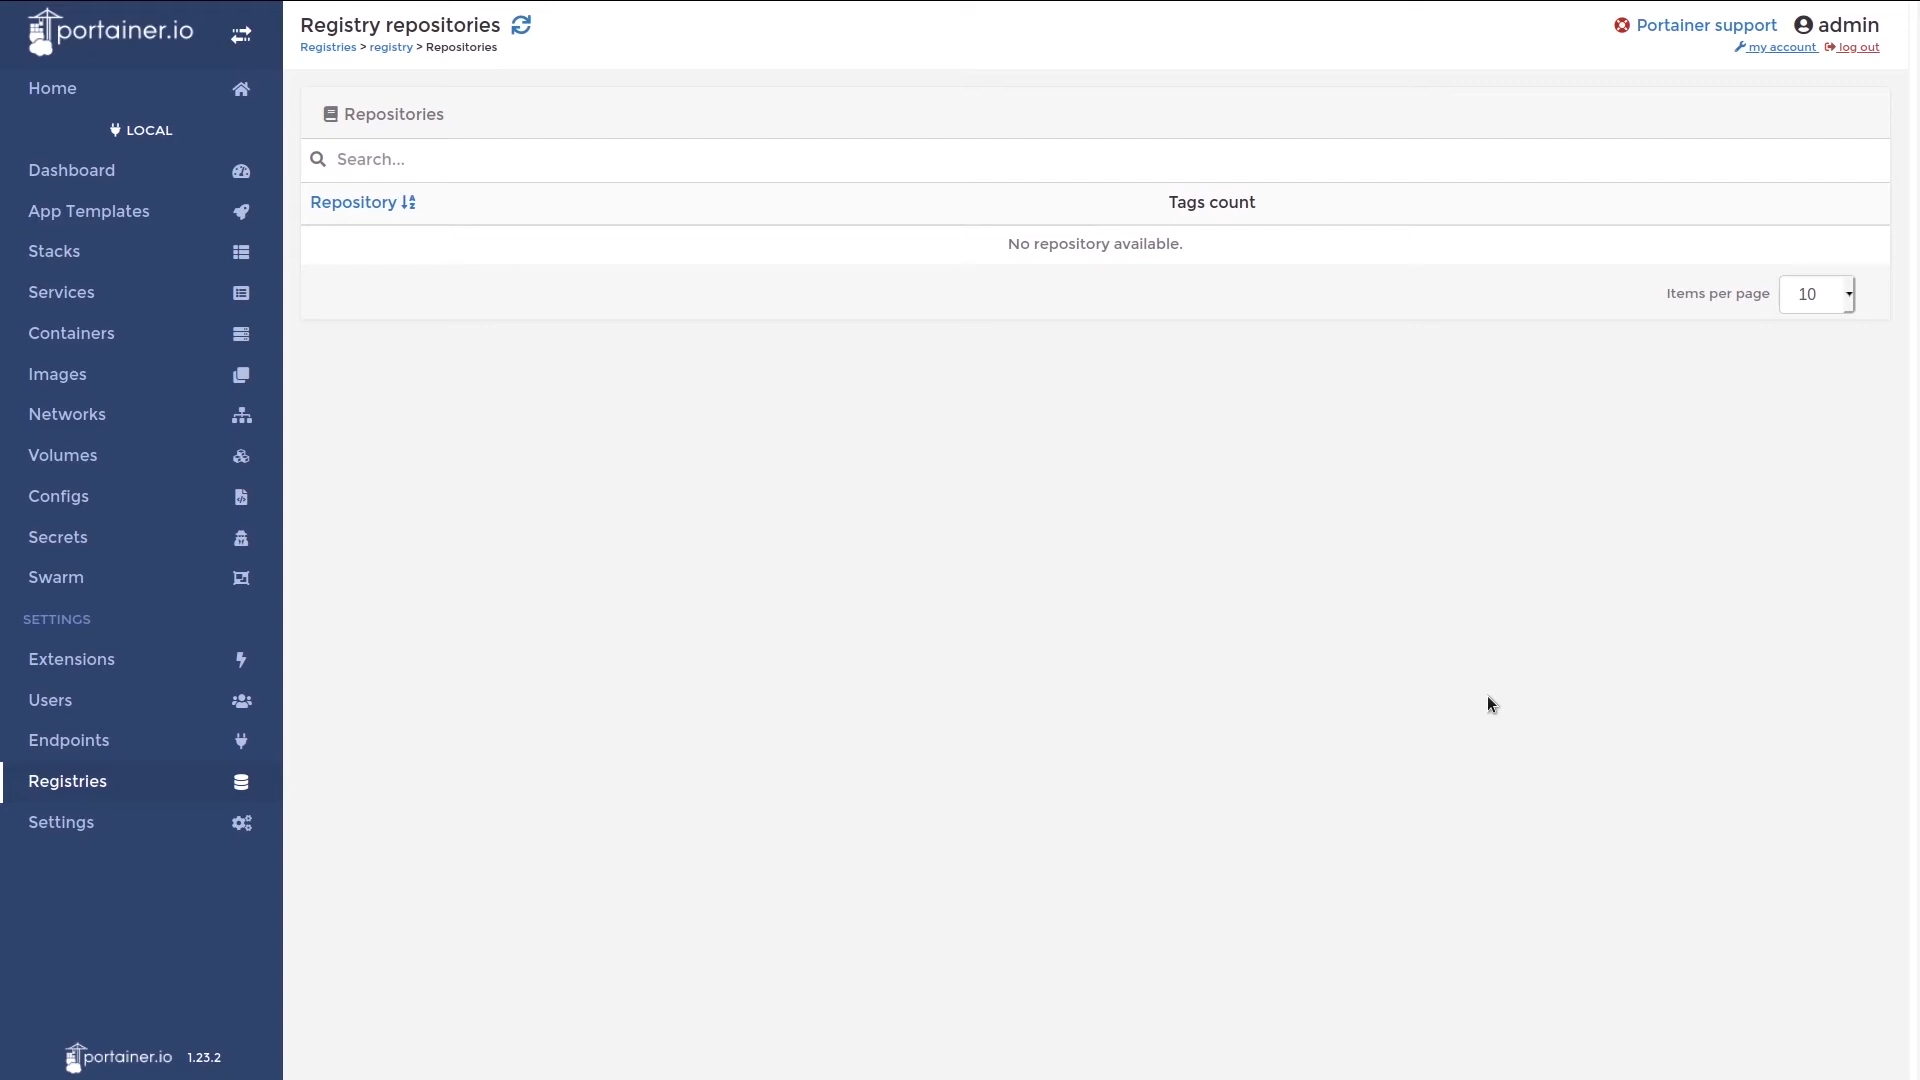 portainer.io
Home
LOCAL
Dashboard
App Templates
Stacks
Services
Containers
Images
Networks
Volumes
Configs
Secrets
Swarm
SETTINGS
Extensions
Users
Endpoints
Registries
Settings
portainer.io 1.23.2
Registry repositories
Registries > registry > Repositories
Portainer support admin
my account log out
Repositories
Search...
Repository Tags count
No repository available.
Items per page 10